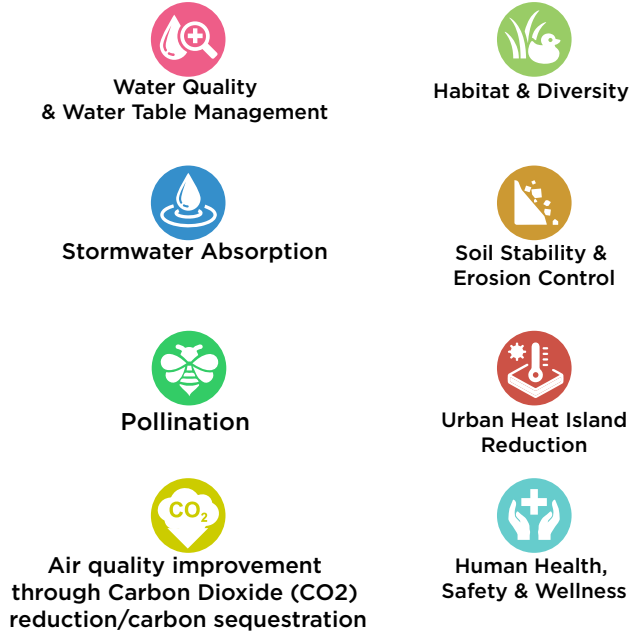 Water Quality
& Water Table Management
Habitat & Diversity
Stormwater Absorption
Soil Stability &
Erosion Control
Pollination
Urban Heat Island
Reduction
CO2
Air quality improvement
through Carbon Dioxide (CO2)
reduction/carbon sequestration
Human Health,
Safety & Wellness